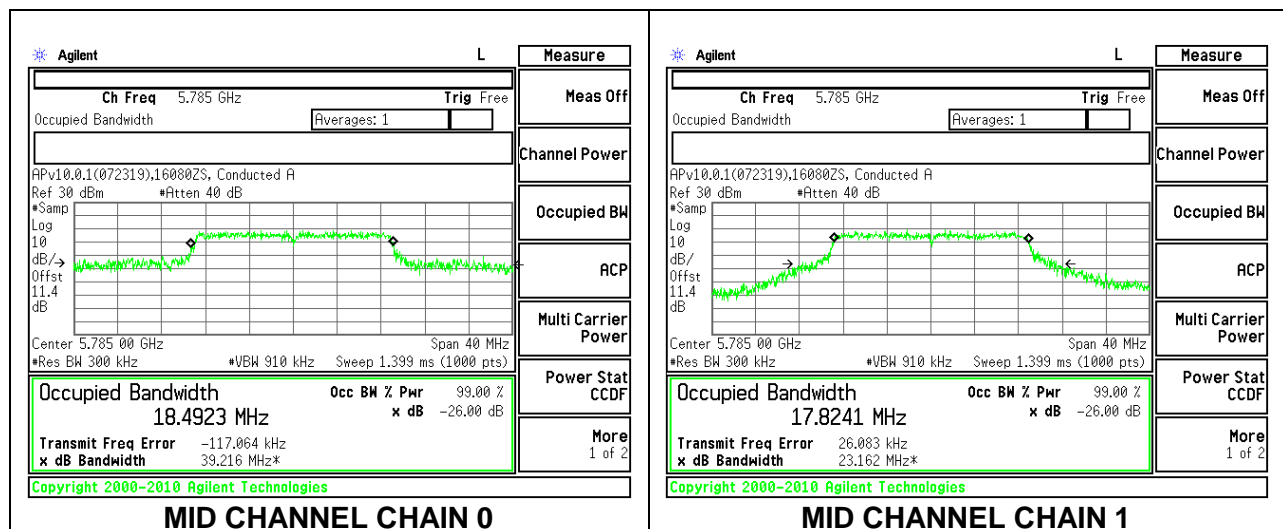 Agilent L
Measure
Ch Freq 5.785 GHz Trig Free
Meas Off
Occupied Bandwidth Averages: 1
Channel Power
APv10.0.1(072319),16080ZS, Conducted A
Ref 30 dBm #Atten 40 dB
#Samp
Log
10
dB/
Offst
11.4
dB
Occupied BW
ACP
Center 5.785 00 GHz Span 40 MHz
#Res BW 300 kHz #VBW 910 kHz Sweep 1.399 ms (1000 pts)
Multi Carrier
Power
Occupied Bandwidth Occ BW % Pwr 99.00 %
18.4923 MHz x dB -26.00 dB
Power Stat
CCDF
Transmit Freq Error -117.064 kHz
x dB Bandwidth 39.216 MHz*
More
1 of 2
Copyright 2000-2010 Agilent Technologies
MID CHANNEL CHAIN 0
Agilent L
Measure
Ch Freq 5.785 GHz Trig Free
Meas Off
Occupied Bandwidth Averages: 1
Channel Power
APv10.0.1(072319),16080ZS, Conducted A
Ref 30 dBm #Atten 40 dB
#Samp
Log
10
dB/
Offst
11.4
dB
Occupied BW
ACP
Center 5.785 00 GHz Span 40 MHz
#Res BW 300 kHz #VBW 910 kHz Sweep 1.399 ms (1000 pts)
Multi Carrier
Power
Occupied Bandwidth Occ BW % Pwr 99.00 %
17.8241 MHz x dB -26.00 dB
Power Stat
CCDF
Transmit Freq Error 26.083 kHz
x dB Bandwidth 23.162 MHz*
More
1 of 2
Copyright 2000-2010 Agilent Technologies
MID CHANNEL CHAIN 1